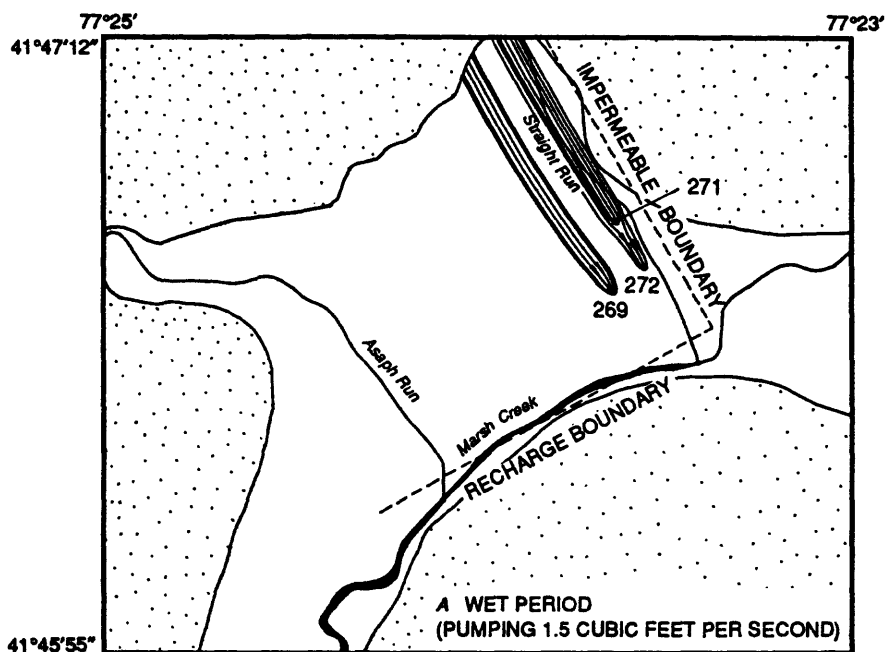 77°25'
77°23'
41°47'12"
IMPERMEABLE BOUNDARY
Straight Run
271
272
269
Asaph Run
Marsh Creek
RECHARGE BOUNDARY
A WET PERIOD
(PUMPING 1.5 CUBIC FEET PER SECOND)
41°45'55"